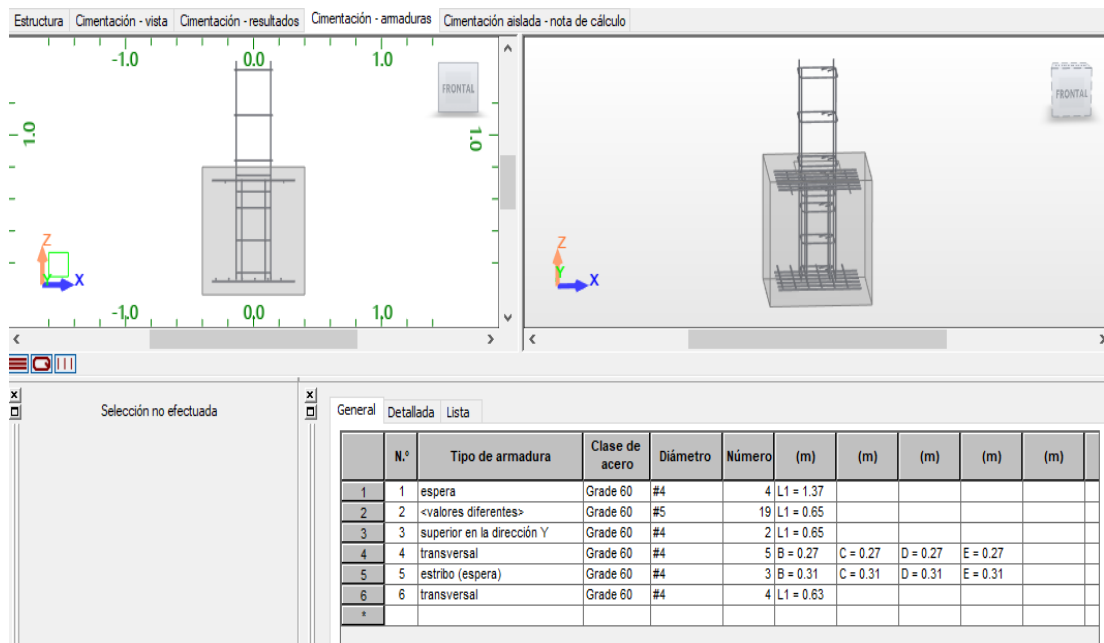 Estructura Cimentación - vista Cimentación - resultados Cimentación - armaduras Cimentación aislada - nota de cálculo
-1.0 0.0 1.0
FRONTAL
FRONTAL
1.0 1.0
Z
Y X
Z
Y X
-1.0 0.0 1.0
Selección no efectuada
General Detallada Lista
N.º Tipo de armadura Clase de acero Diámetro Número (m) (m) (m) (m) (m)
1 1 espera Grade 60 #4 4 L1 = 1.37
2 2 <valores diferentes> Grade 60 #5 19 L1 = 0.65
3 3 superior en la dirección Y Grade 60 #4 2 L1 = 0.65
4 4 transversal Grade 60 #4 5 B = 0.27 C = 0.27 D = 0.27 E = 0.27
5 5 estribo (espera) Grade 60 #4 3 B = 0.31 C = 0.31 D = 0.31 E = 0.31
6 6 transversal Grade 60 #4 4 L1 = 0.63
*